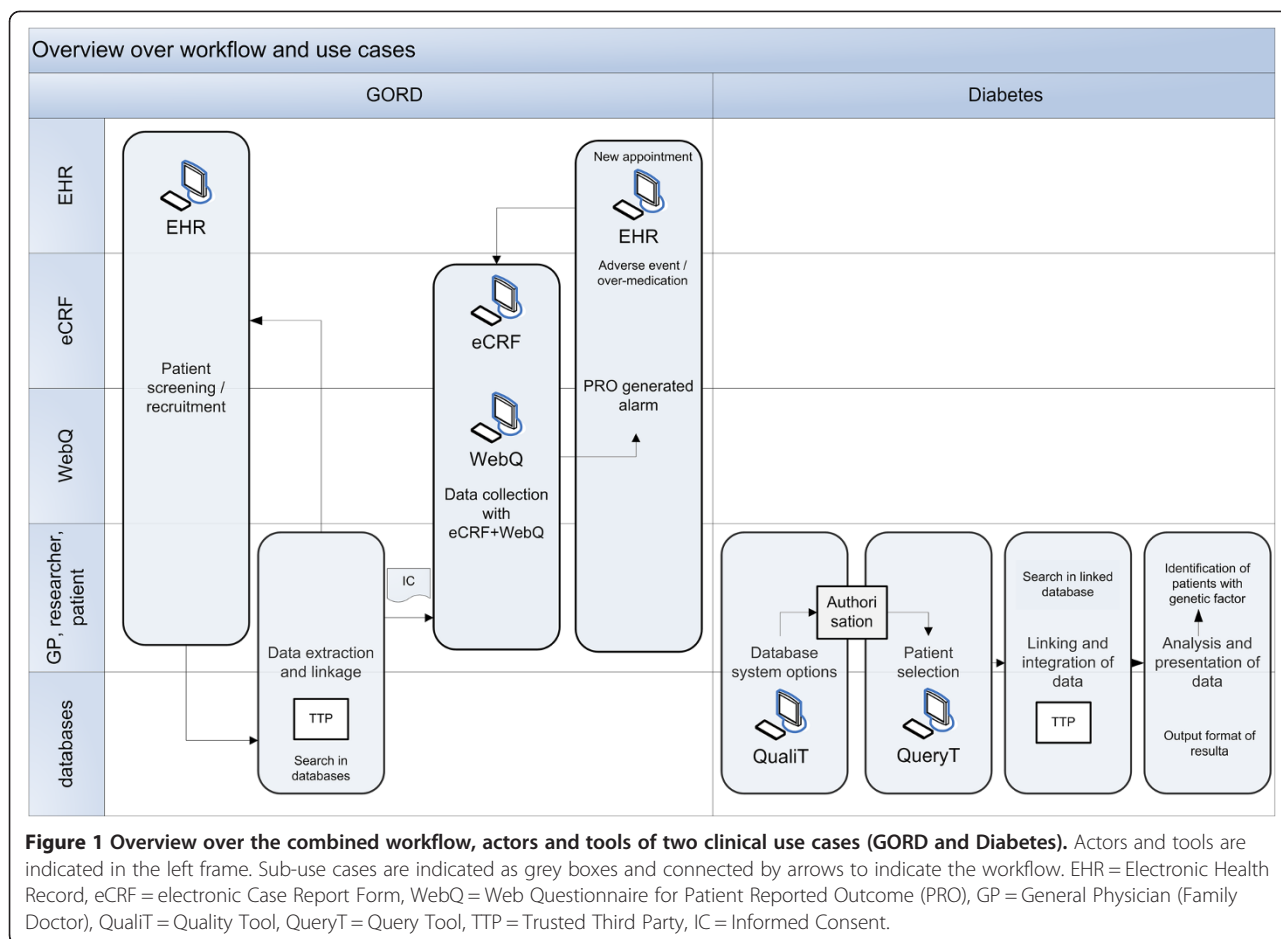 Overview over workflow and use cases
GORD
Diabetes
EHR
eCRF
WebQ
GP, researcher,
patient
databases
EHR
Patient
screening /
recruitment
Data extraction
and linkage
TTP
Search in
databases
IC
eCRF
WebQ
Data collection
with
eCRF+WebQ
New appointment
EHR
Adverse event /
over-medication
PRO generated
alarm
Authori
sation
Database
system options
QualiT
Patient
selection
QueryT
Search in linked
database
Linking and
integration of
data
TTP
Identification of
patients with
genetic factor
Analysis and
presentation of
data
Output format of
resulta
Figure 1 Overview over the combined workflow, actors and tools of two clinical use cases (GORD and Diabetes). Actors and tools are
indicated in the left frame. Sub-use cases are indicated as grey boxes and connected by arrows to indicate the workflow. EHR = Electronic Health
Record, eCRF = electronic Case Report Form, WebQ = Web Questionnaire for Patient Reported Outcome (PRO), GP = General Physician (Family
Doctor), QualiT = Quality Tool, QueryT = Query Tool, TTP = Trusted Third Party, IC = Informed Consent.